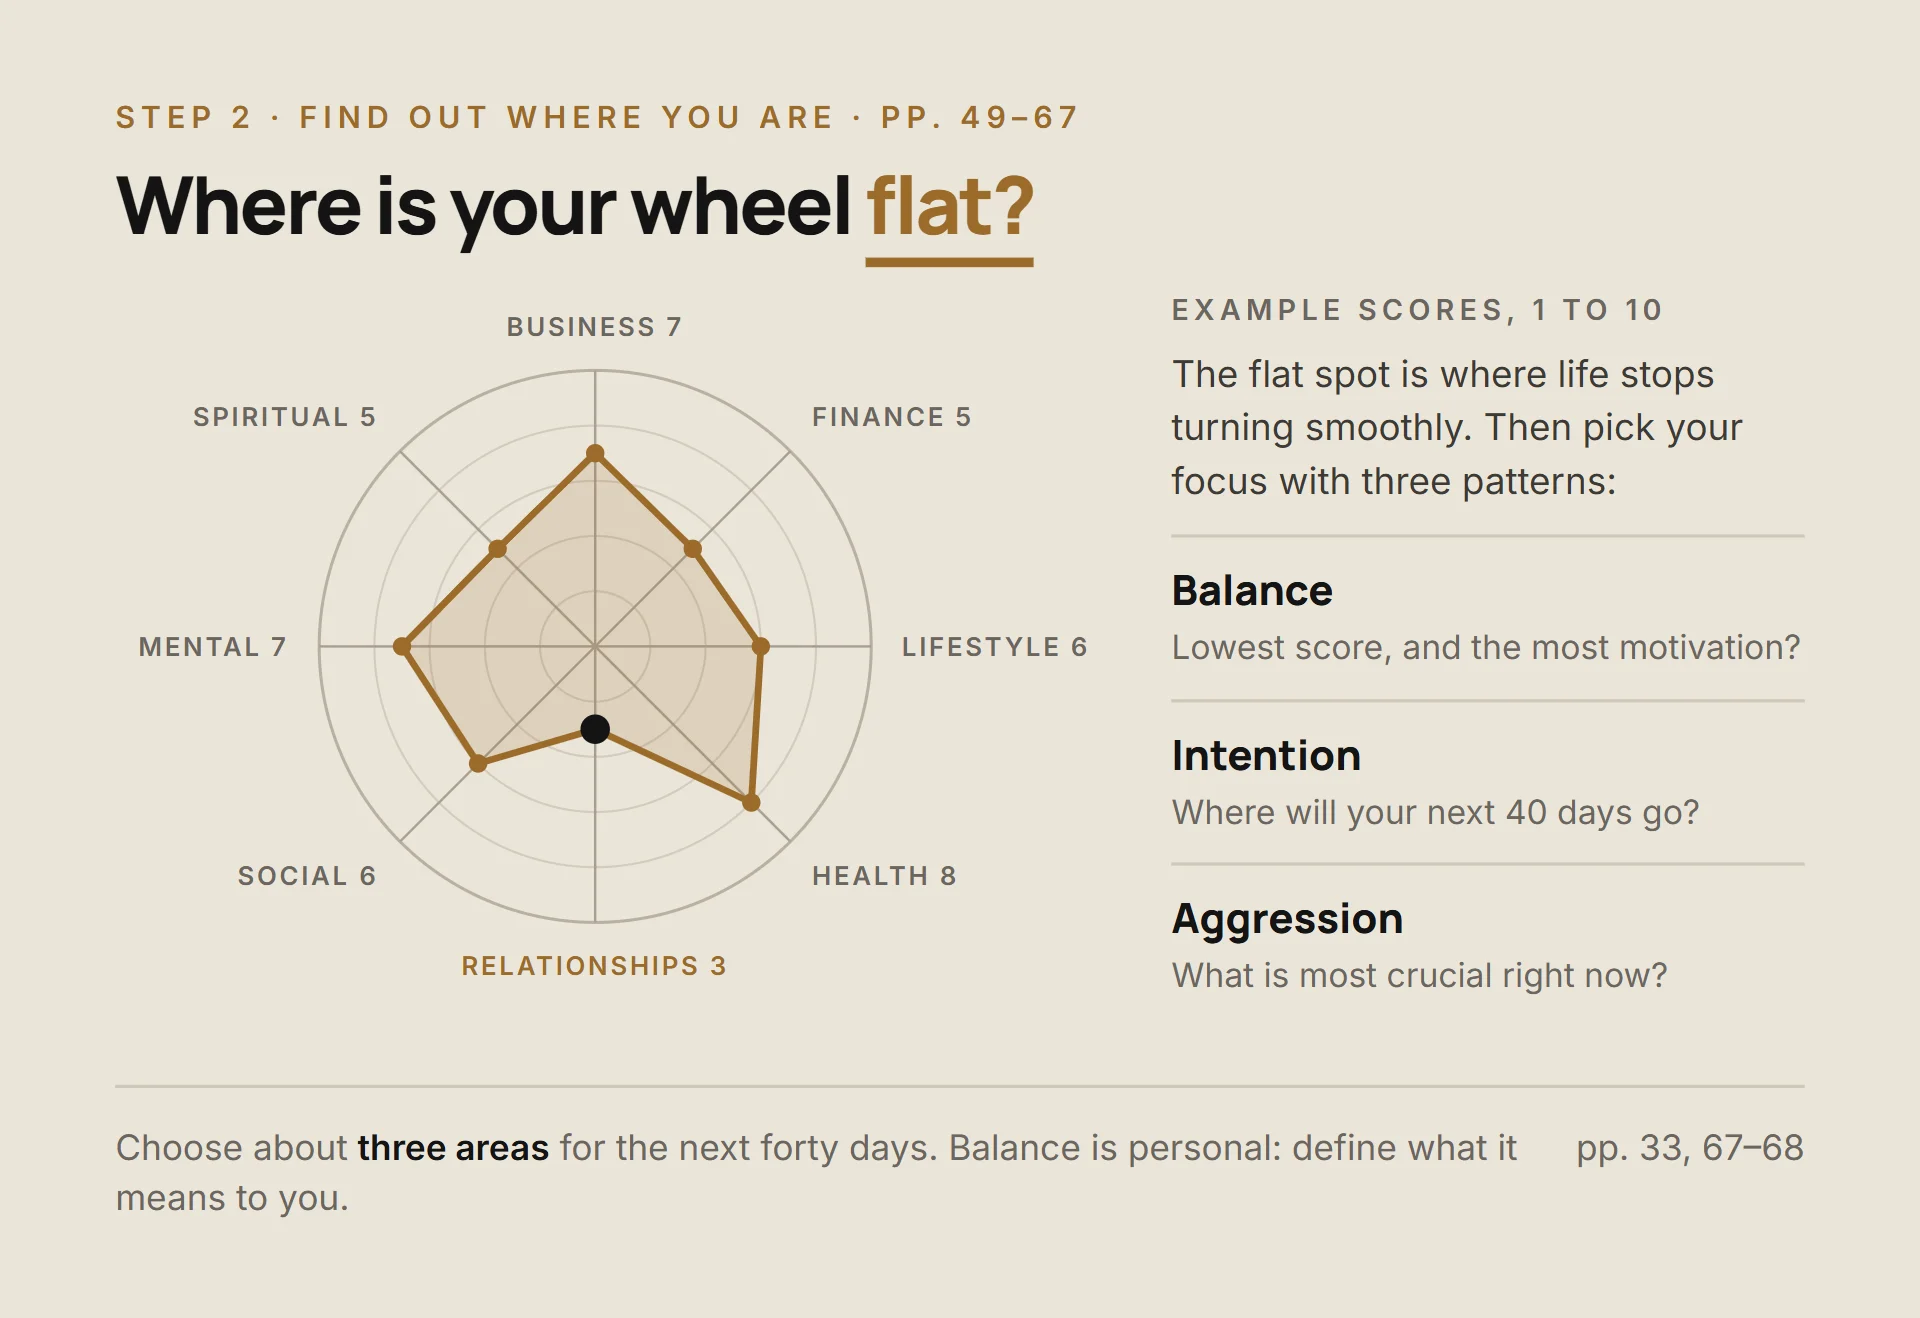 STEP 2 · FIND OUT WHERE YOU ARE · PP. 49–67
Where is your wheel flat?
BUSINESS 7
SPIRITUAL 5
FINANCE 5
MENTAL 7
LIFESTYLE 6
SOCIAL 6
HEALTH 8
RELATIONSHIPS 3
EXAMPLE SCORES, 1 TO 10
The flat spot is where life stops
turning smoothly. Then pick your
focus with three patterns:
Balance
Lowest score, and the most motivation?
Intention
Where will your next 40 days go?
Aggression
What is most crucial right now?
Choose about three areas for the next forty days. Balance is personal: define what it
means to you.
pp. 33, 67–68